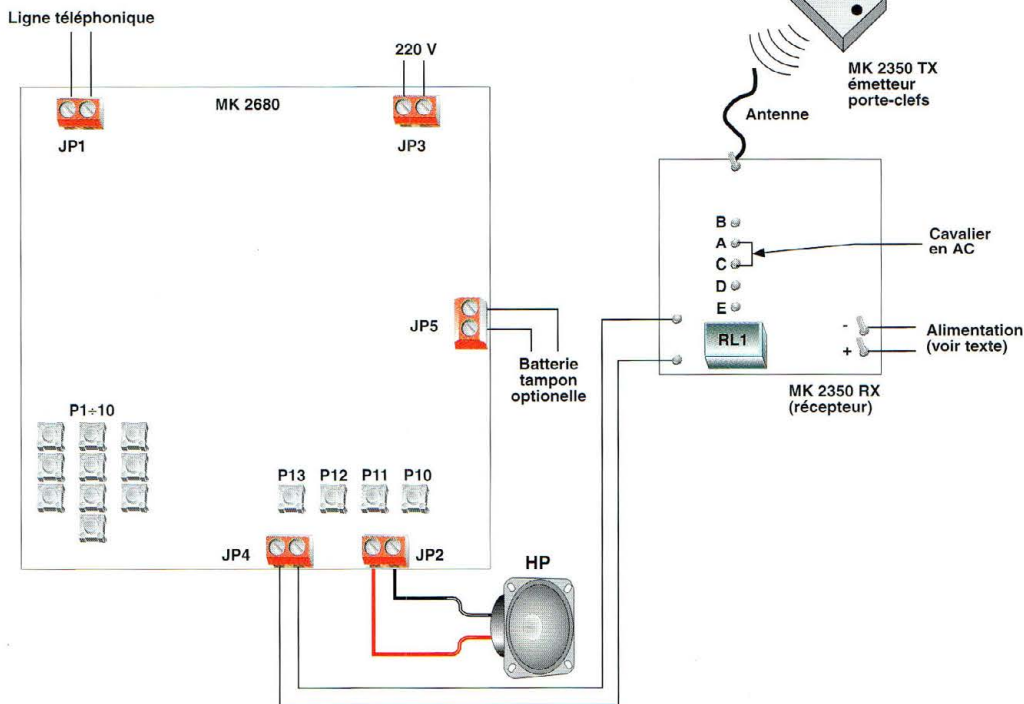 Ligne téléphonique
220 V
MK 2680
JP1
JP3
MK 2350 TX
émetteur
porte-clefs
Antenne
B
A
C
D
E
Cavalier
en AC
RL1
-
+
Alimentation
(voir texte)
MK 2350 RX
(récepteur)
JP5
Batterie
tampon
optionelle
P1÷10
P13 P12 P11 P10
JP4
JP2
HP